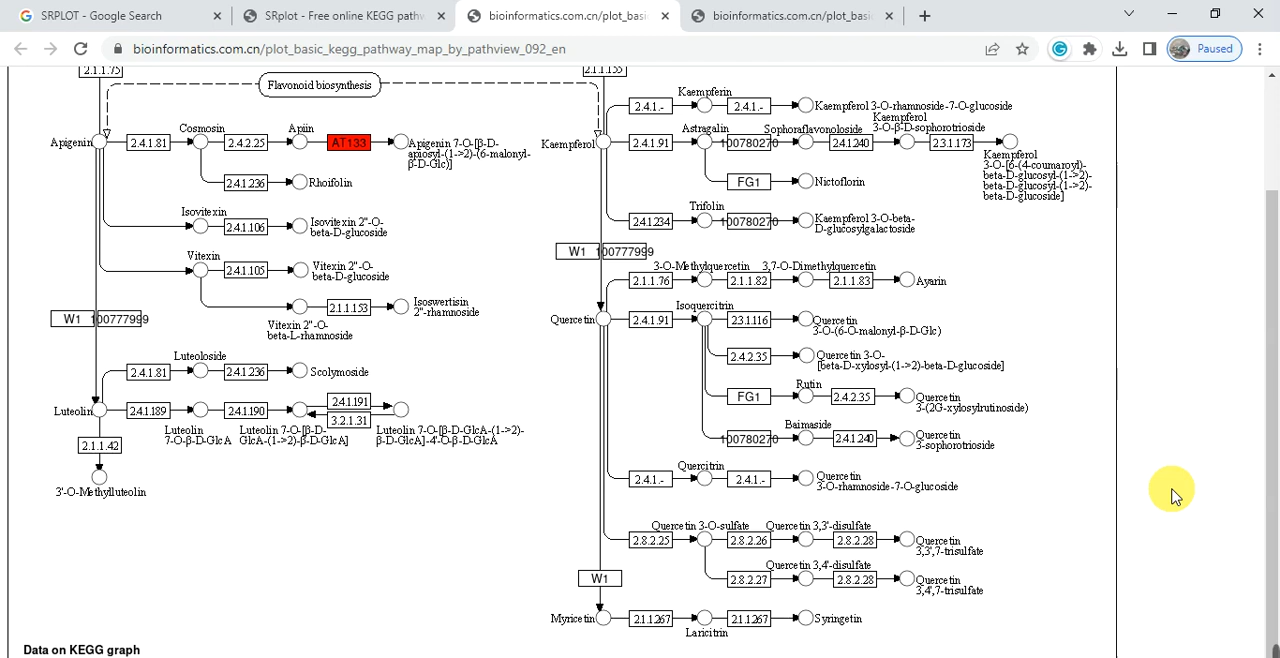 SRPLOT - Google Search
SRplot - Free online KEGG pathw
bioinformatics.com.cn/plot_basic
bioinformatics.com.cn/plot_basic
bioinformatics.com.cn/plot_basic_kegg_pathway_map_by_pathview_092_en
Paused
2.1.1.75
Flavonoid biosynthesis
2.1.1.155
Apigenin
2.4.1.81
Cosmosin
2.4.2.25
Apiin
AT133
Apigenin 7-O-[β-D-
apiosyl-(1->2)-(6-malonyl-
β-D-Glc)]
2.4.1.236
Rhoifolin
Isovitexin
2.4.1.106
Isovitexin 2"-O-
beta-D-glucoside
Vitexin
2.4.1.105
Vitexin 2"-O-
beta-D-glucoside
2.1.1.153
Isoswertisin
2"-rhamnoside
Vitexin 2"-O-
beta-L-rhamnoside
W1
100777999
Luteoloside
2.4.1.81
2.4.1.236
Scolymoside
Luteolin
2.4.1.189
2.4.1.190
2.4.1.191
3.2.1.31
Luteolin
7-O-β-D-GlcA
Luteolin 7-O-[β-D-
GlcA-(1->2)-β-D-GlcA]
Luteolin 7-O-[β-D-GlcA-(1->2)-
β-D-GlcA]-4'-O-β-D-GlcA
2.1.1.42
3'-O-Methylluteolin
Kaempferin
2.4.1.-
2.4.1.-
Kaempferol 3-O-rhamnoside-7-O-glucoside
Kaempferol
2.4.1.91
Astragalin
100780270
Sophoraflavonoloside
2.4.1.240
Kaempferol
3-O-β-D-sophorotrioside
2.3.1.173
Kaempferol
3-O-[6-(4-coumaroyl)-
beta-D-glucosyl-(1->2)-
beta-D-glucosyl-(1->2)-
beta-D-glucoside]
FG1
Nictoflorin
Trifolin
2.4.1.234
100780270
Kaempferol 3-O-beta-
D-glucosylgalactoside
W1
100777999
3-O-Methylquercetin
3,7-O-Dimethylquercetin
2.1.1.76
2.1.1.82
2.1.1.83
Ayarin
Isoquercitrin
Quercetin
2.4.1.91
2.3.1.116
Quercetin
3-O-(6-O-malonyl-β-D-Glc)
2.4.2.35
Quercetin 3-O-
[beta-D-xylosyl-(1->2)-beta-D-glucoside]
FG1
Rutin
2.4.2.35
Quercetin
3-(2G-xylosylrutinoside)
100780270
Baimaside
2.4.1.240
Quercetin
3-sophorotrioside
Quercitrin
2.4.1.-
2.4.1.-
Quercetin
3-O-rhamnoside-7-O-glucoside
Quercetin 3-O-sulfate
Quercetin 3,3'-disulfate
2.8.2.25
2.8.2.26
2.8.2.28
Quercetin
3,3',7-trisulfate
Quercetin 3,4'-disulfate
2.8.2.27
2.8.2.28
Quercetin
3,4',7-trisulfate
W1
Myricetin
2.1.1.267
Laricitrin
2.1.1.267
Syringetin
Data on KEGG graph